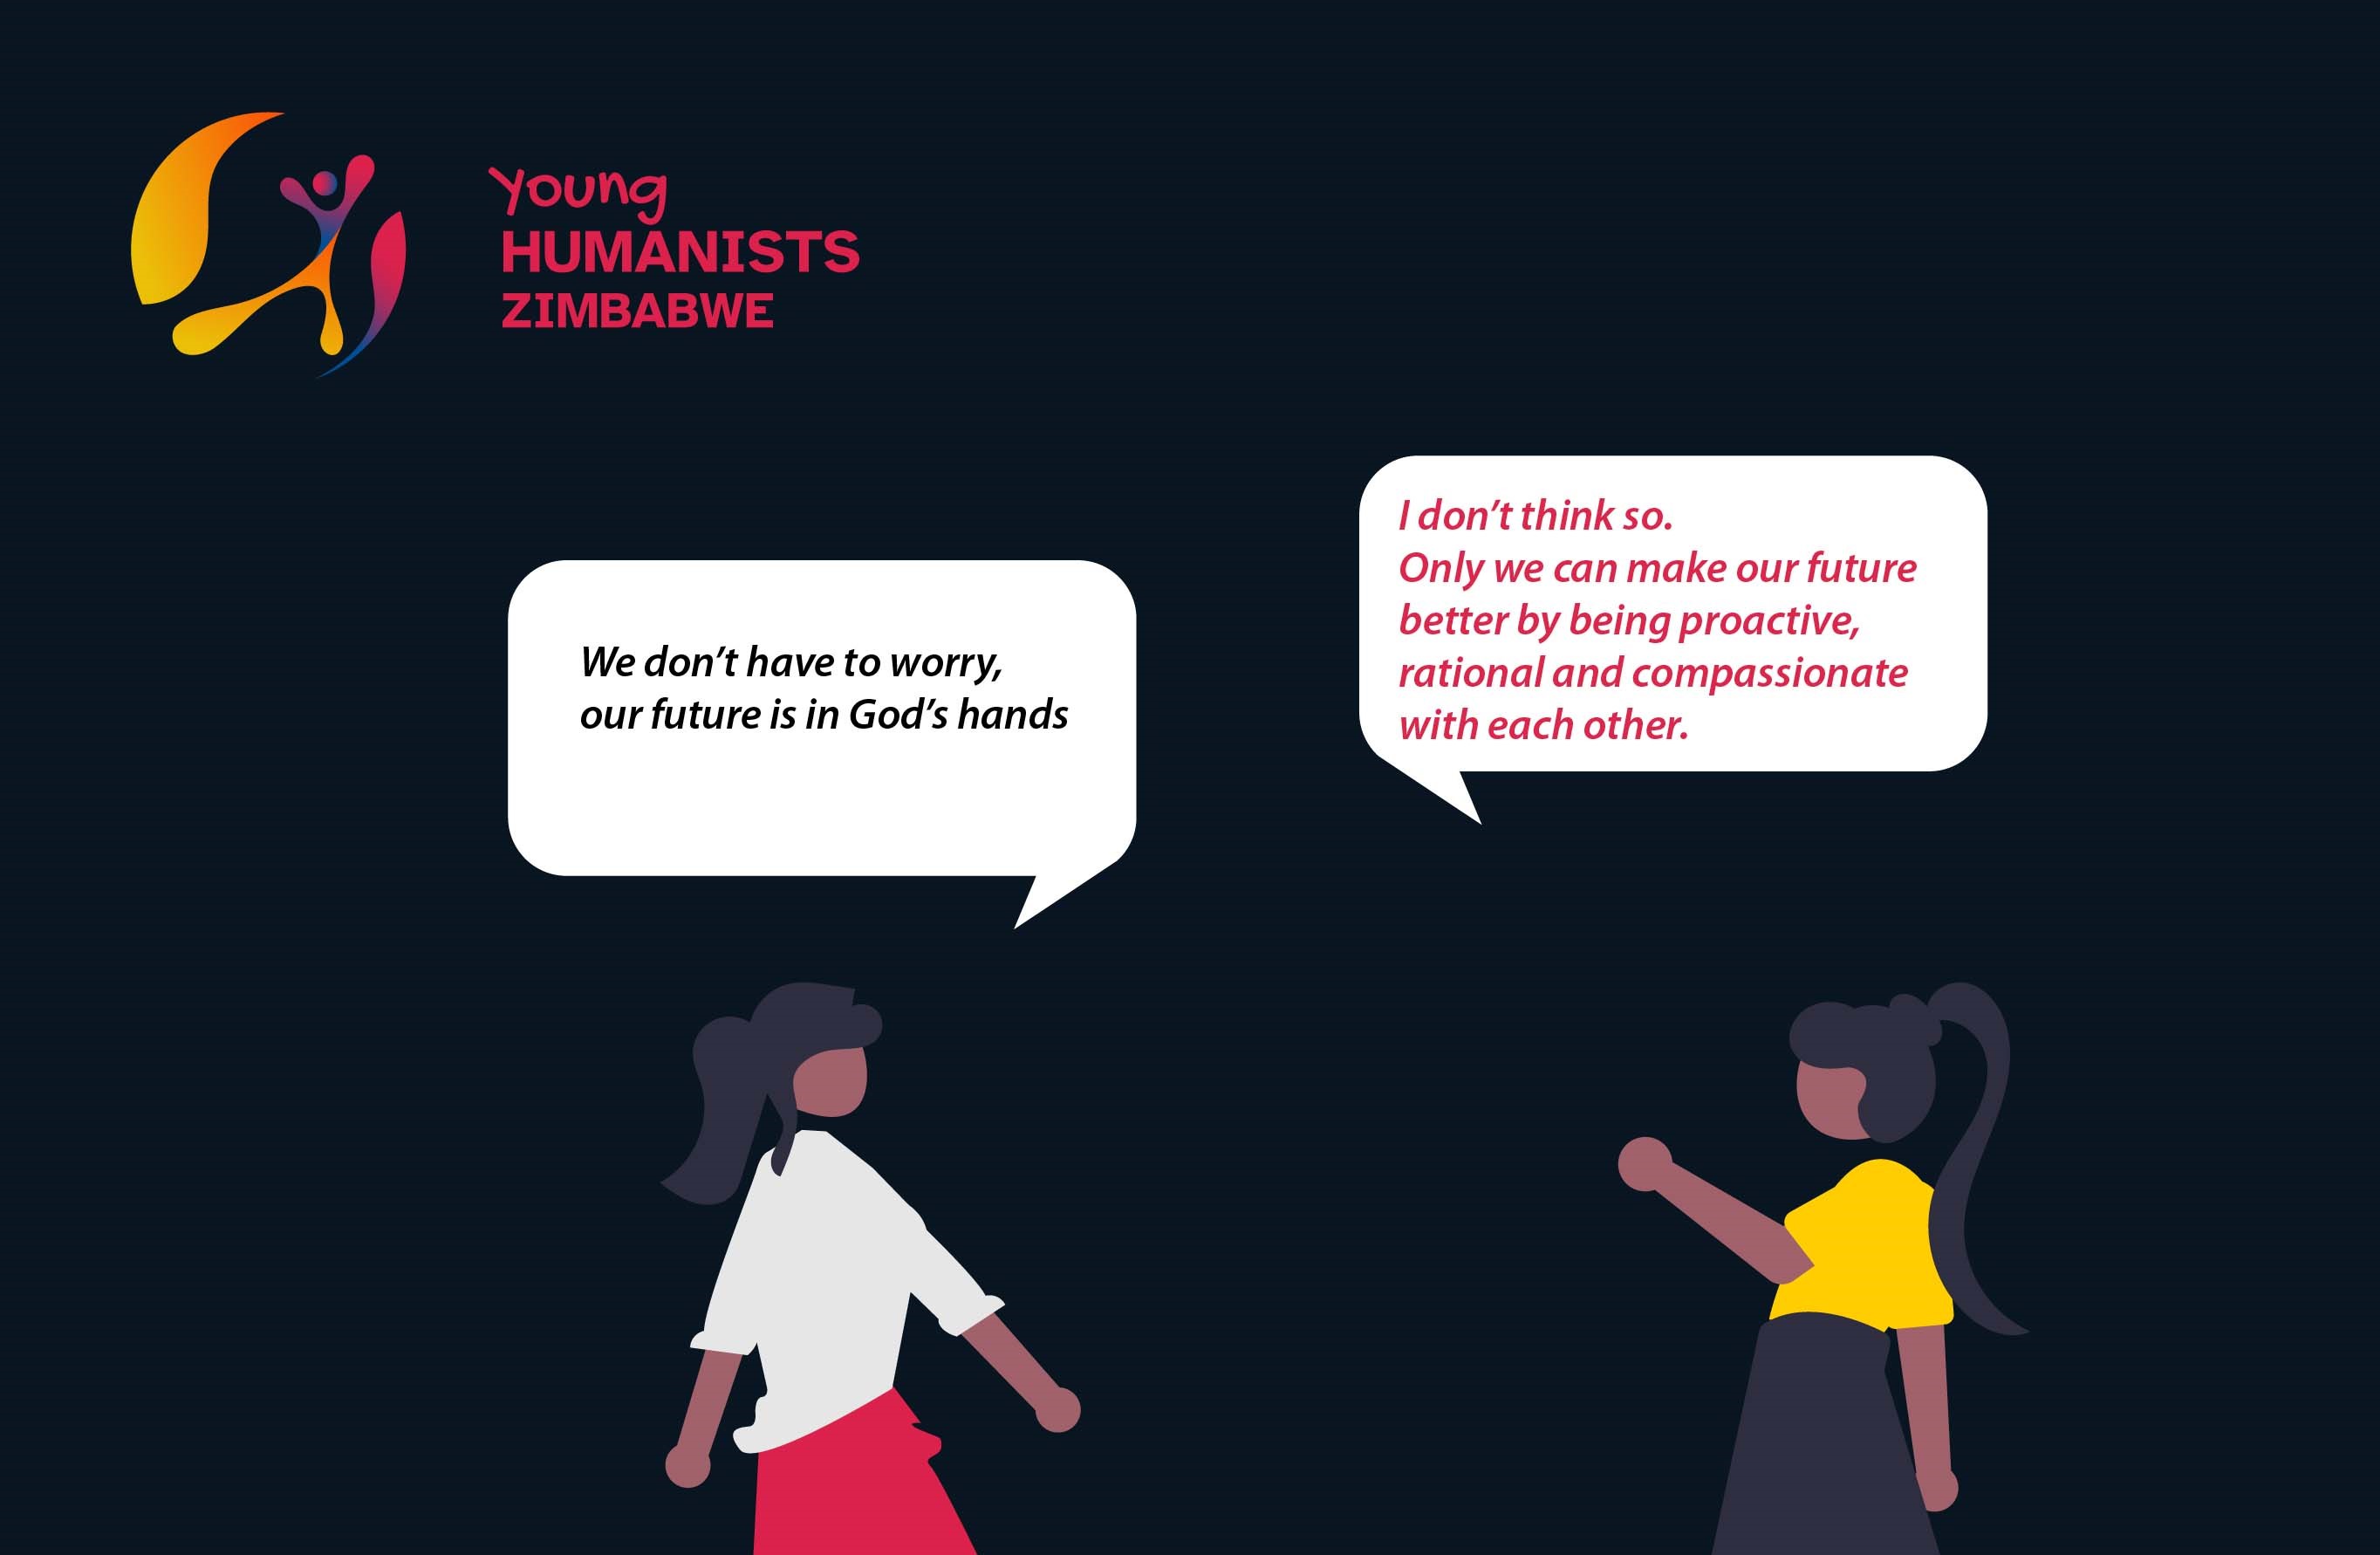 Young
HUMANISTS
ZIMBABWE
We don’t have to worry,
our future is in God’s hands
I don’t think so.
Only we can make our future
better by being proactive,
rational and compassionate
with each other.